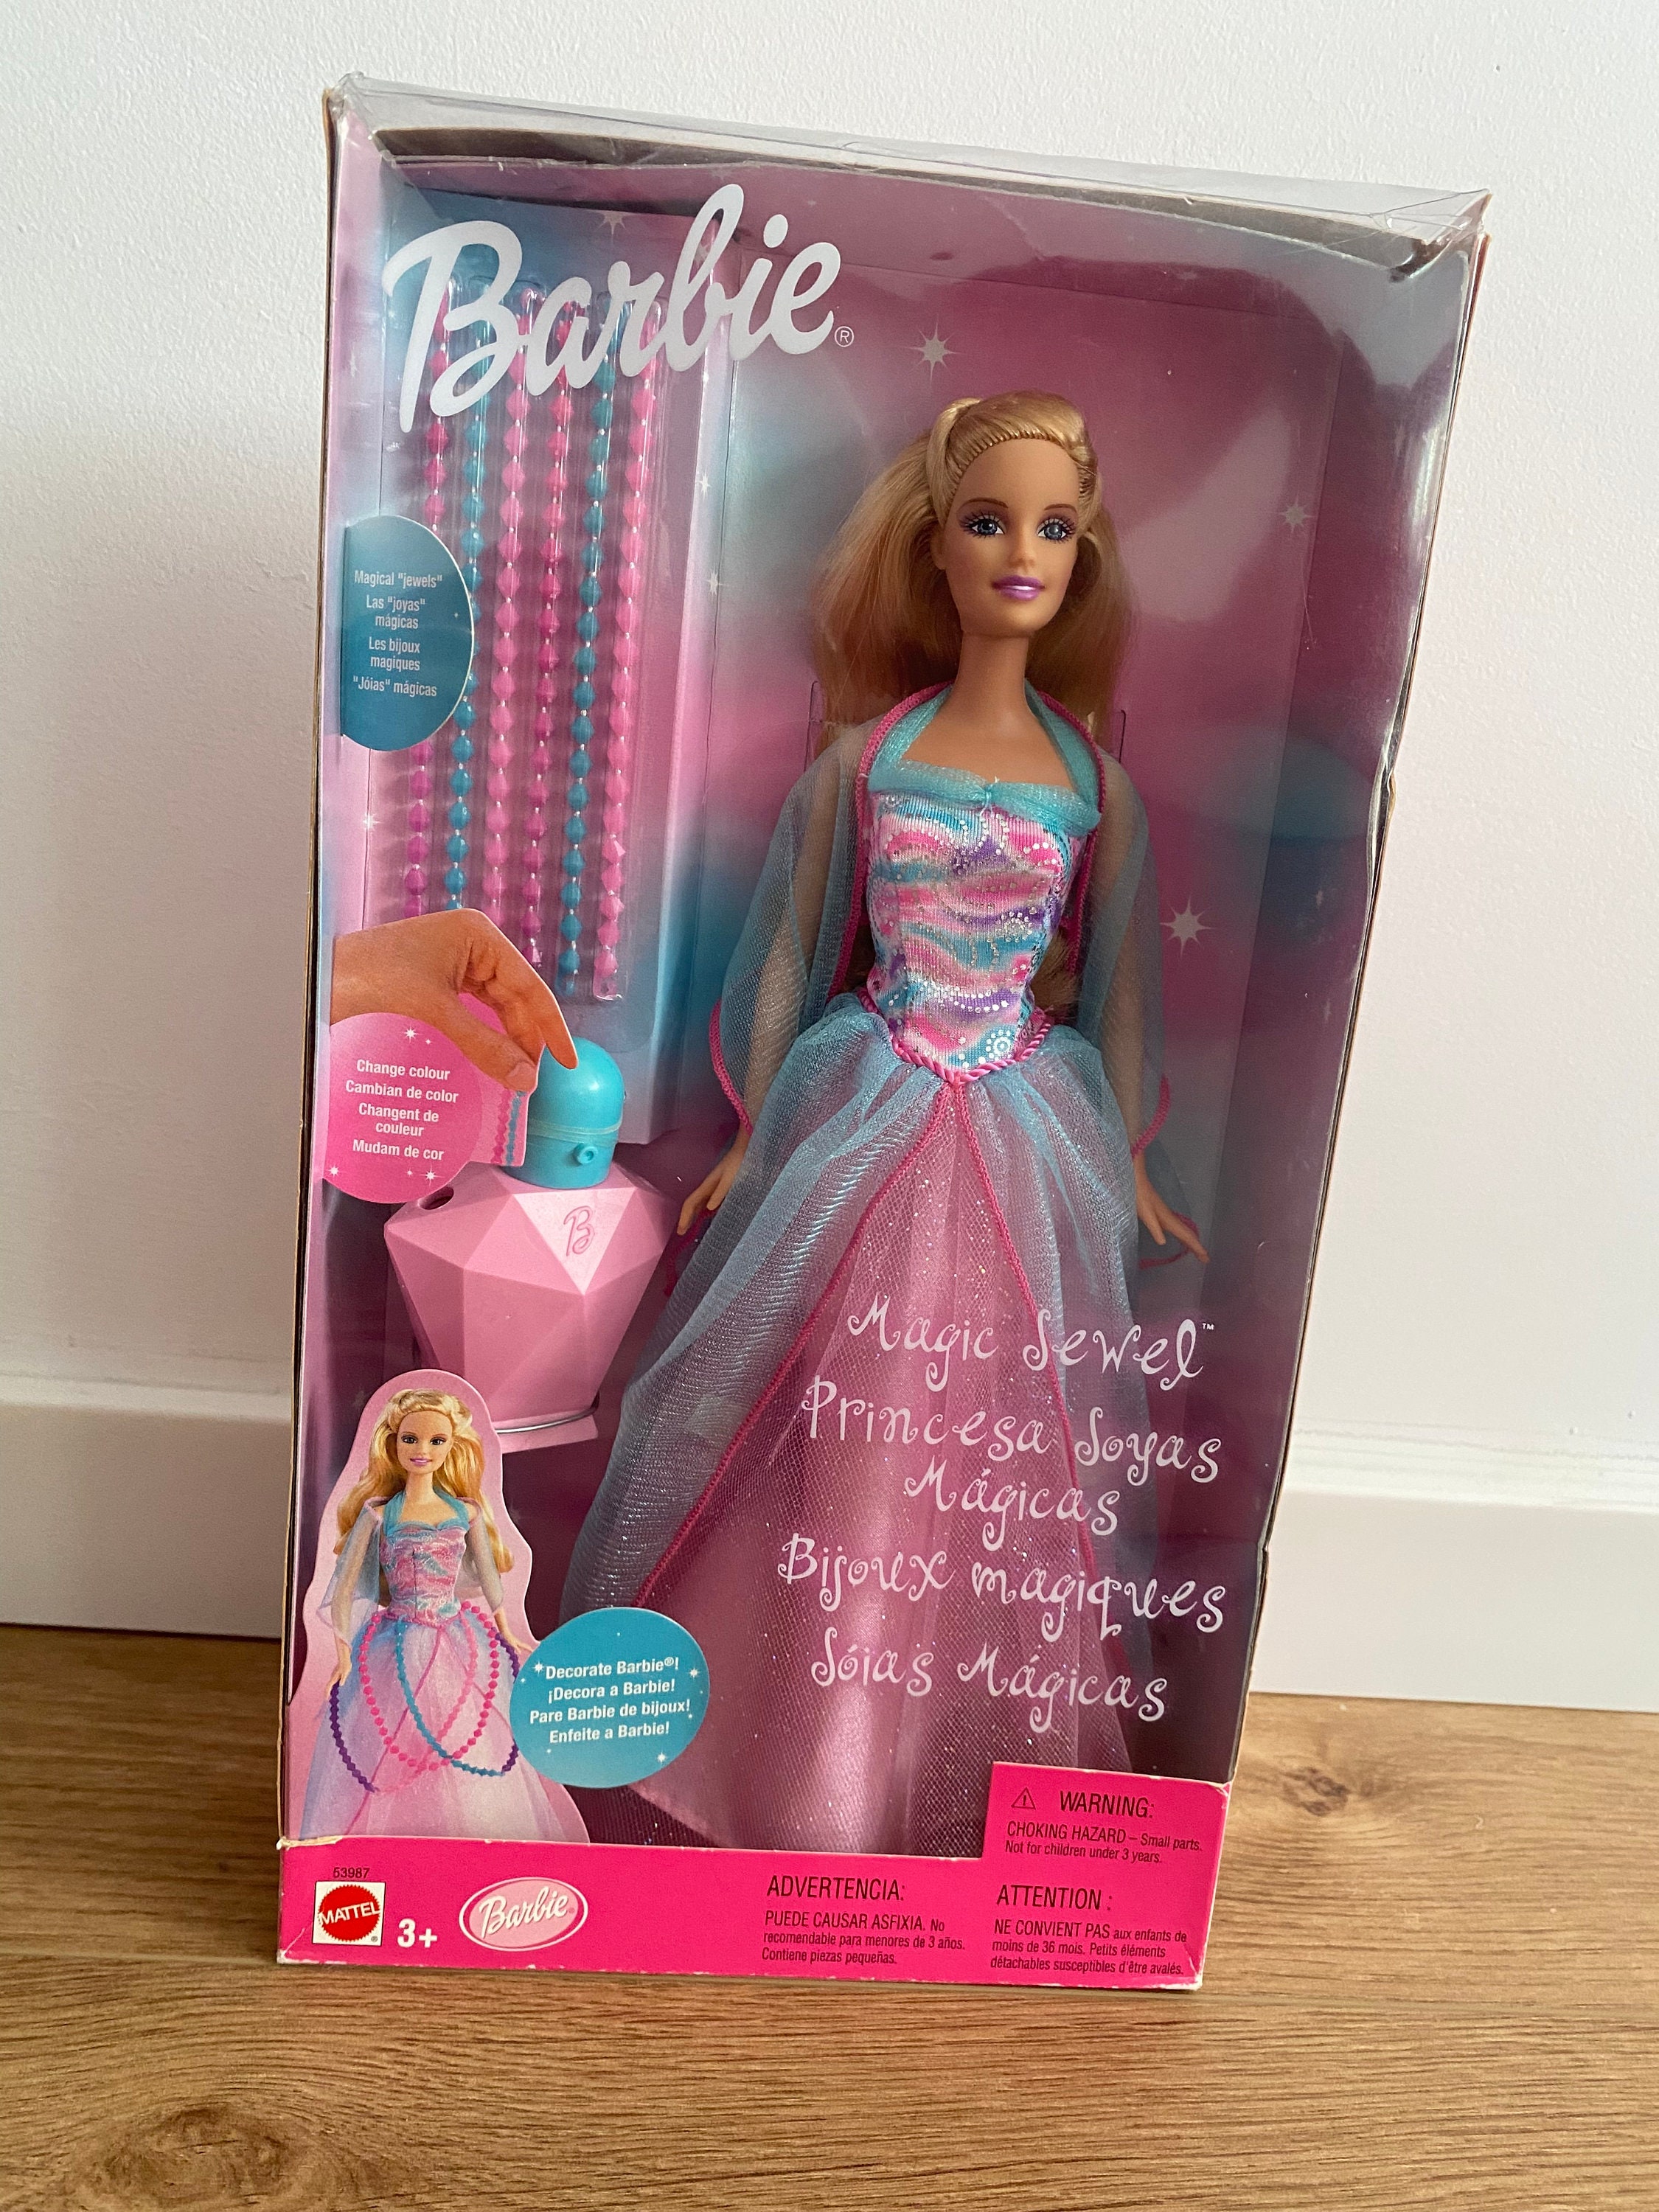 Barbie®
Magical "jewels"
Las "joyas"
mágicas
Les bijoux
magiques
"Jóias" mágicas
Change colour
Cambian de color
Changent de
couleur
Mudam de cor
B
Magic Jewel™
Princesa Joyas
Mágicas
Bijoux magiques
Jóias Mágicas
Decorate Barbie®!
¡Decora a Barbie!
Pare Barbie de bijoux!
Enfeite a Barbie!
53987
MATTEL
3+
Barbie
ADVERTENCIA:
PUEDE CAUSAR ASFIXIA. No
recomendable para menores de 3 años.
Contiene piezas pequeñas.
⚠ WARNING:
CHOKING HAZARD – Small parts.
Not for children under 3 years.
ATTENTION :
NE CONVIENT PAS aux enfants de
moins de 36 mois. Petits éléments
détachables susceptibles d'être avalés.